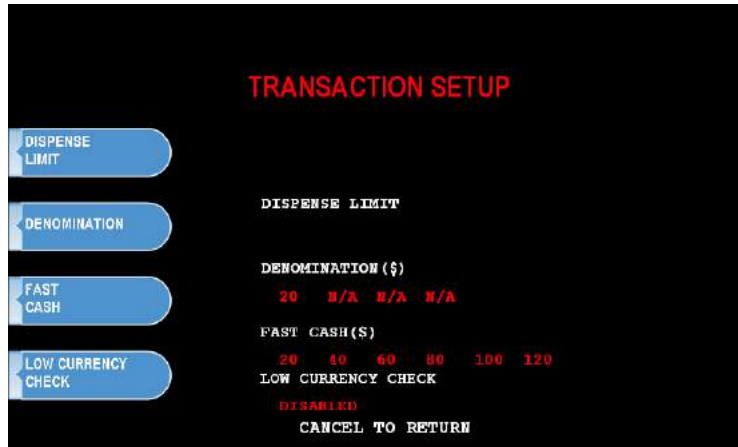 TRANSACTION SETUP
DISPENSE
LIMIT
DISPENSE LIMIT
DENOMINATION
DENOMINATION($)
20 N/A N/A N/A
FAST
CASH
FAST CASH($)
20 40 60 80 100 120
LOW CURRENCY
CHECK
LOW CURRENCY CHECK
DISABLED
CANCEL TO RETURN